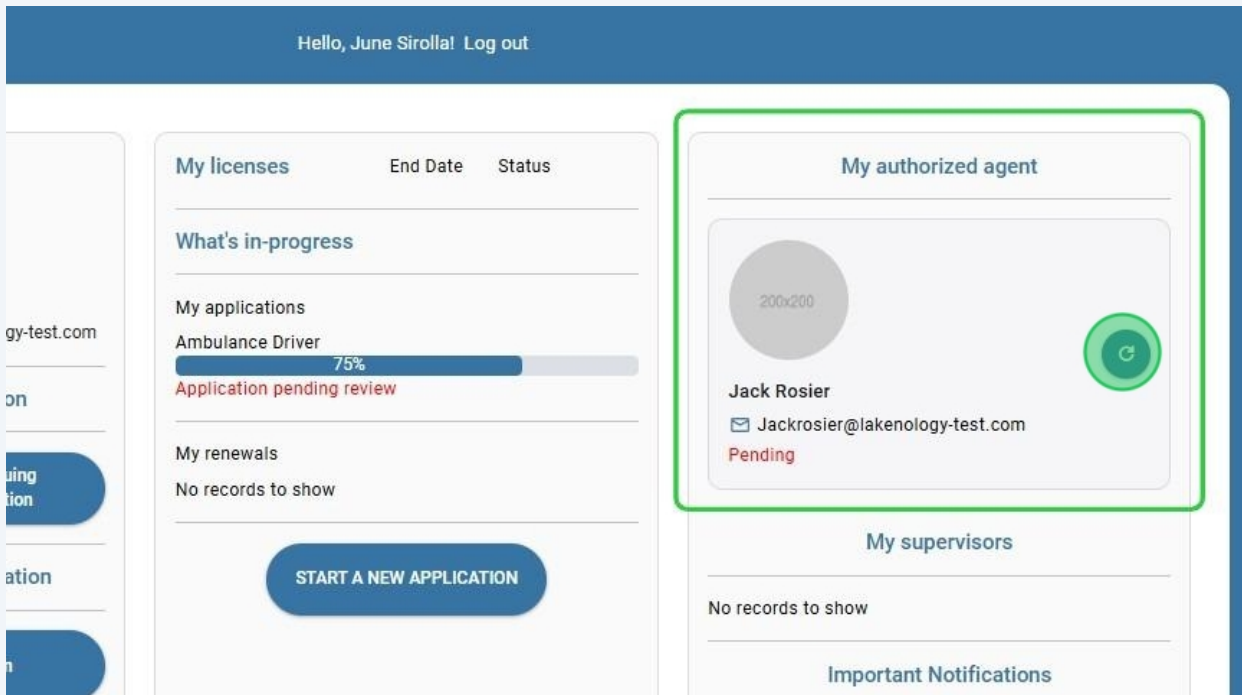 Hello, June Sirolla! Log out
gy-test.com
on
uing
tion
ation
n
My licenses End Date Status
What's in-progress
My applications
Ambulance Driver
75%
Application pending review
My renewals
No records to show
START A NEW APPLICATION
My authorized agent
200x200
Jack Rosier
Jackrosier@lakenology-test.com
Pending
My supervisors
No records to show
Important Notifications